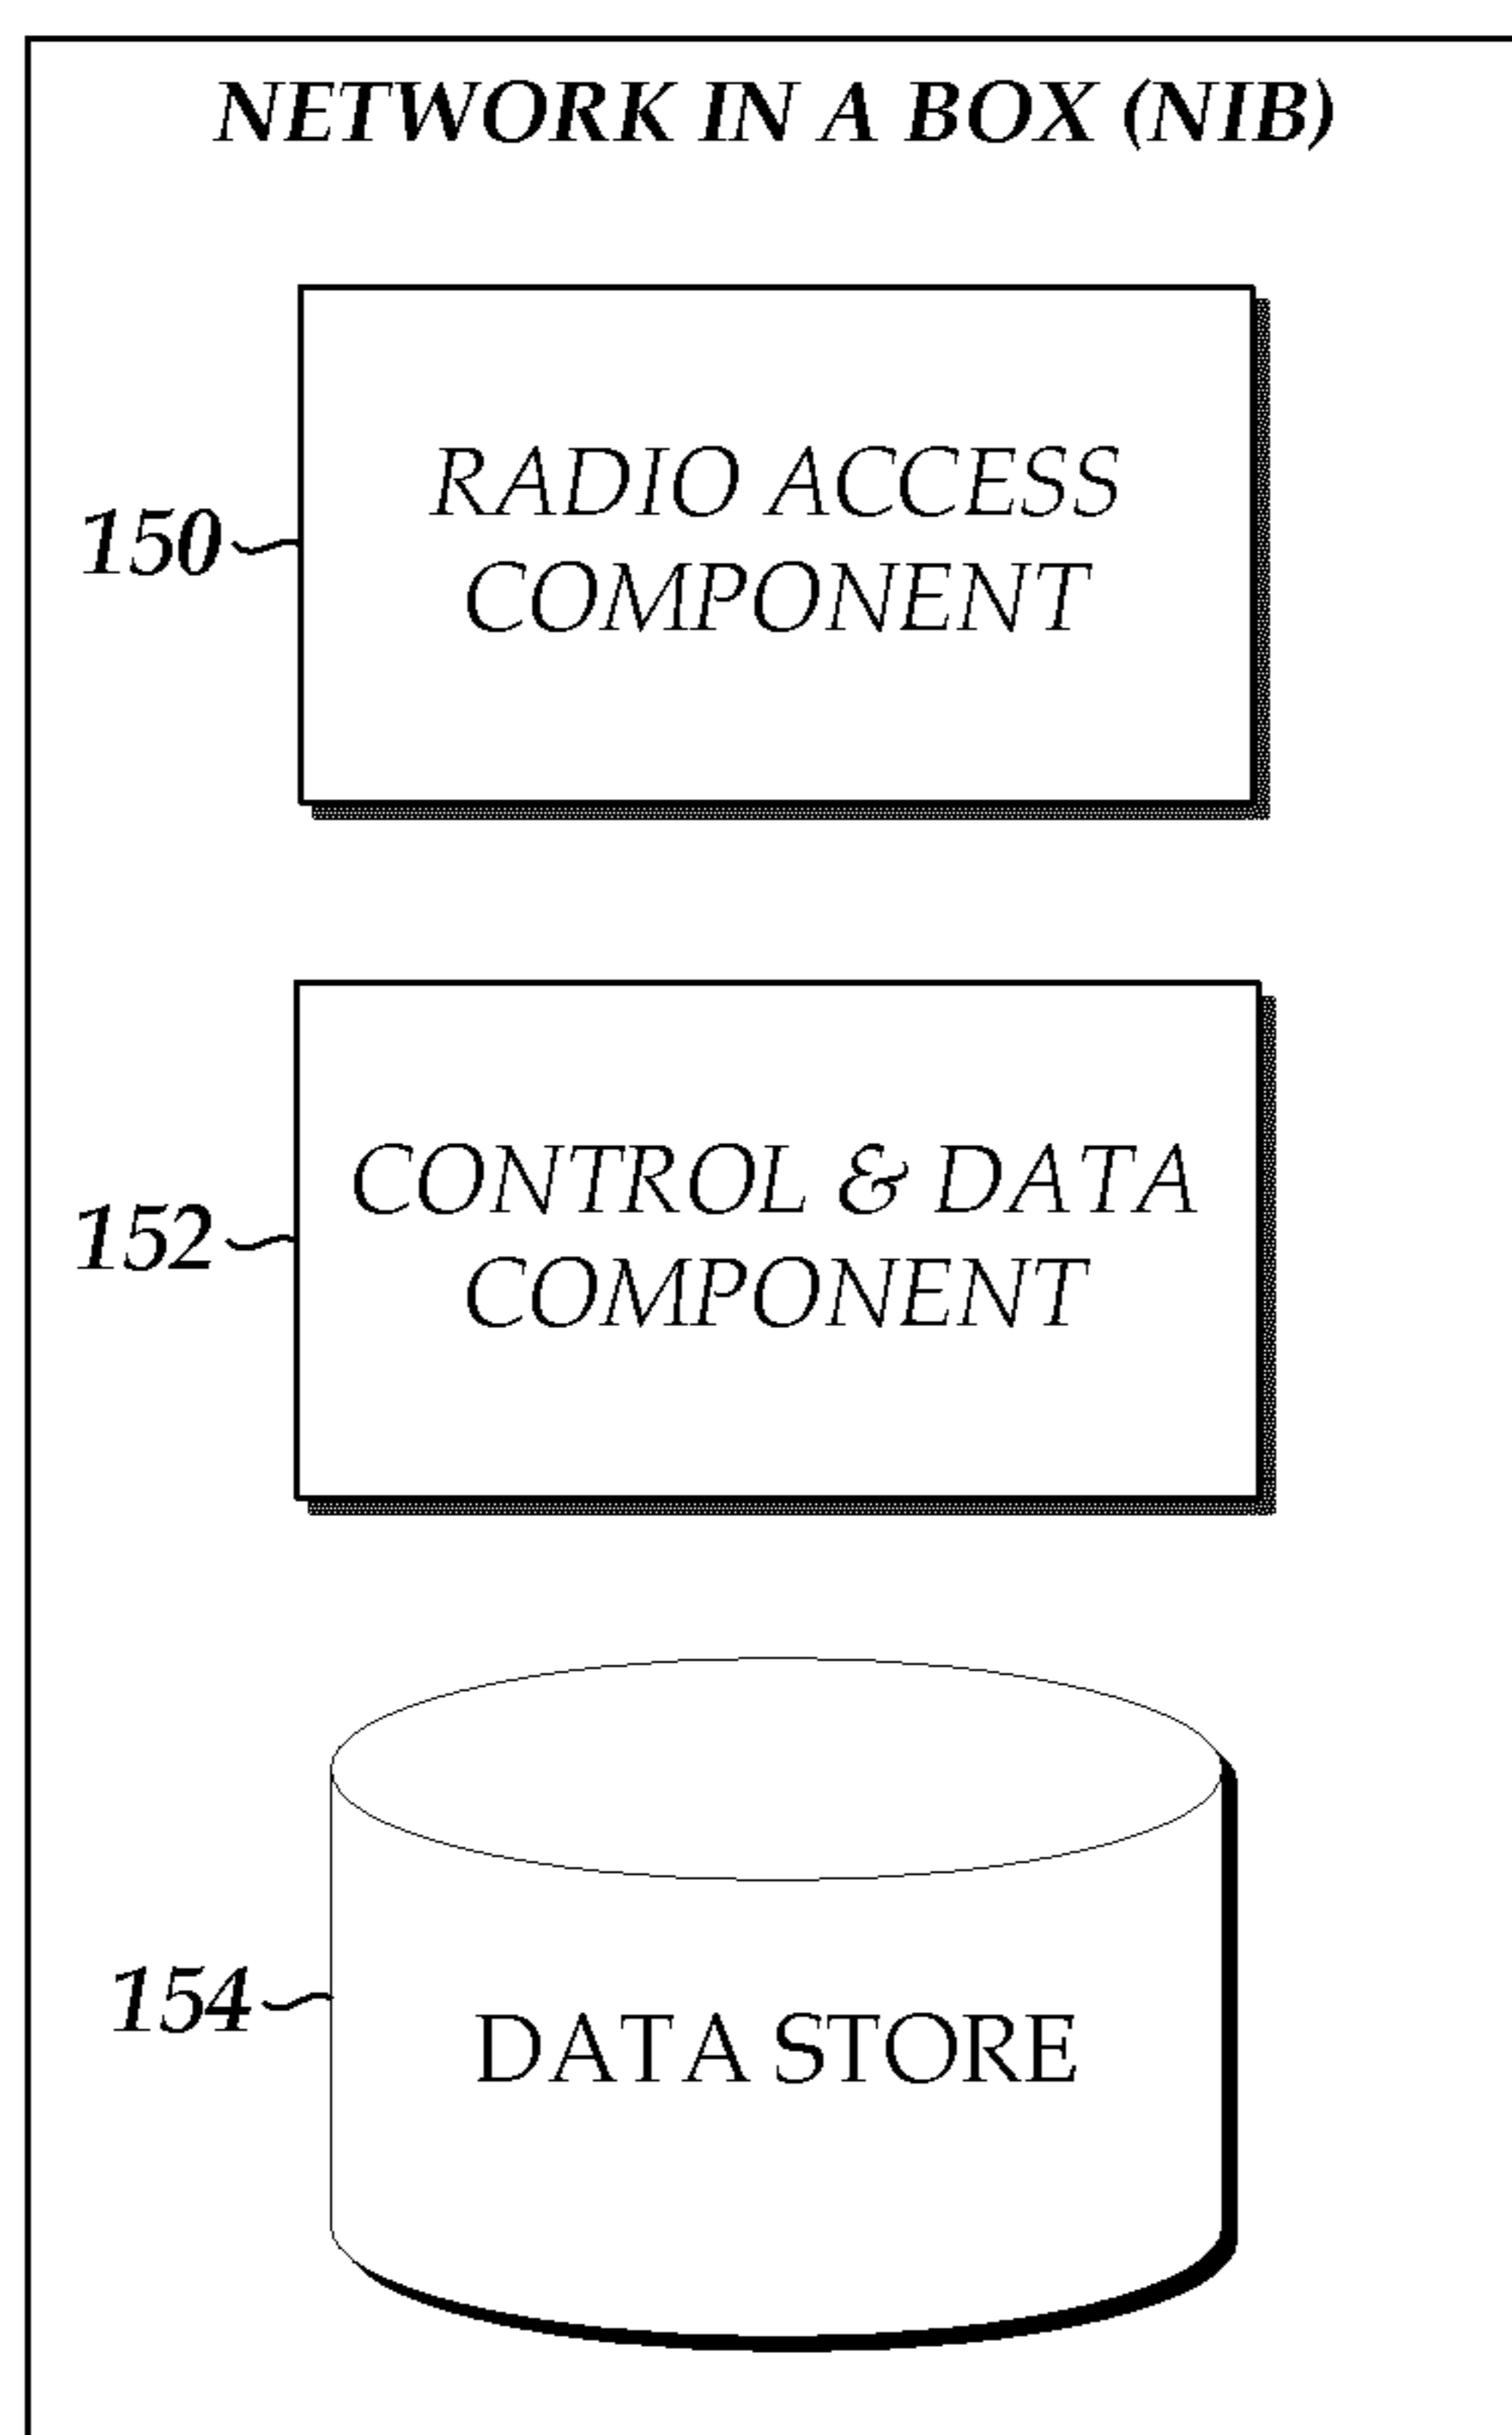 NETWORK IN A BOX (NIB)
RADIO ACCESS
COMPONENT
150
CONTROL & DATA
COMPONENT
152
154
DATA STORE